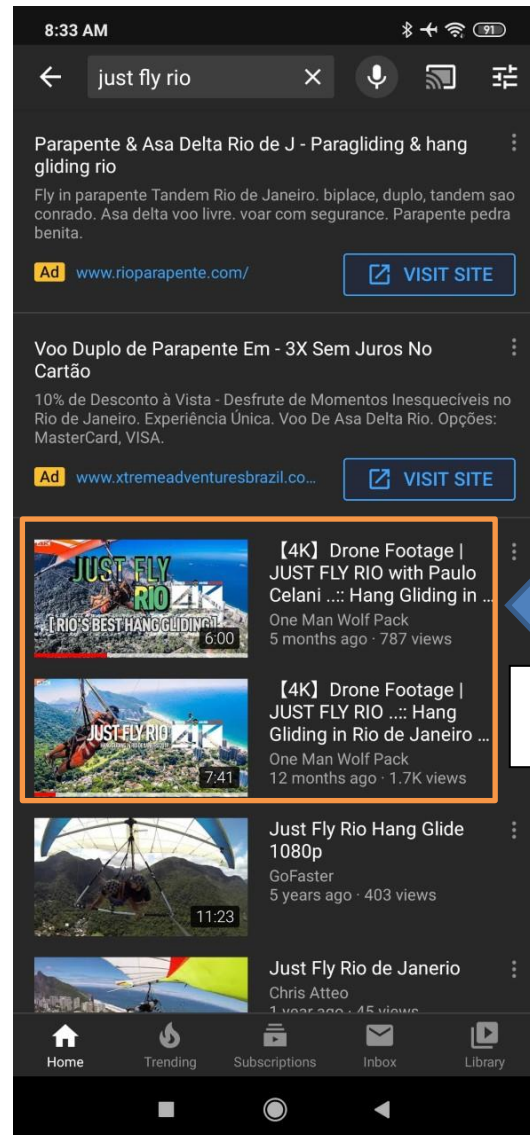 8:33 AM
91
just fly rio
Parapente & Asa Delta Rio de J - Paragliding & hang
gliding rio
Fly in parapente Tandem Rio de Janeiro. biplace, duplo, tandem sao
conrado. Asa delta voo livre. voar com segurance. Parapente pedra
benita.
Ad www.rioparapente.com/
VISIT SITE
Voo Duplo de Parapente Em - 3X Sem Juros No
Cartão
10% de Desconto à Vista - Desfrute de Momentos Inesquecíveis no
Rio de Janeiro. Experiência Única. Voo De Asa Delta Rio. Opções:
MasterCard, VISA.
Ad www.xtremeadventuresbrazil.co...
VISIT SITE
JUST FLY
RIO 4K
[RIO'S BEST HANG GLIDING]
6:00
【4K】Drone Footage |
JUST FLY RIO with Paulo
Celani ..:: Hang Gliding in ...
One Man Wolf Pack
5 months ago · 787 views
JUST FLY RIO 4K
7:41
【4K】Drone Footage |
JUST FLY RIO ..:: Hang
Gliding in Rio de Janeiro ...
One Man Wolf Pack
12 months ago · 1.7K views
11:23
Just Fly Rio Hang Glide
1080p
GoFaster
5 years ago · 403 views
Just Fly Rio de Janerio
Chris Atteo
1 year ago · 45 views
Home
Trending
Subscriptions
Inbox
Library